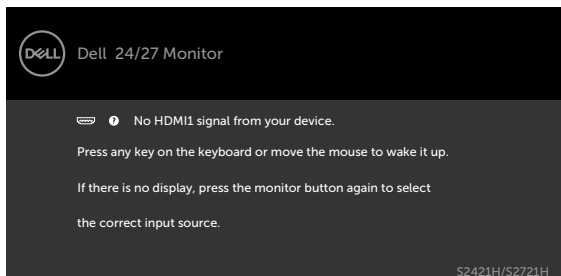 DELL
Dell 24/27 Monitor
? No HDMI1 signal from your device.
Press any key on the keyboard or move the mouse to wake it up.
If there is no display, press the monitor button again to select
the correct input source.
S2421H/S2721H